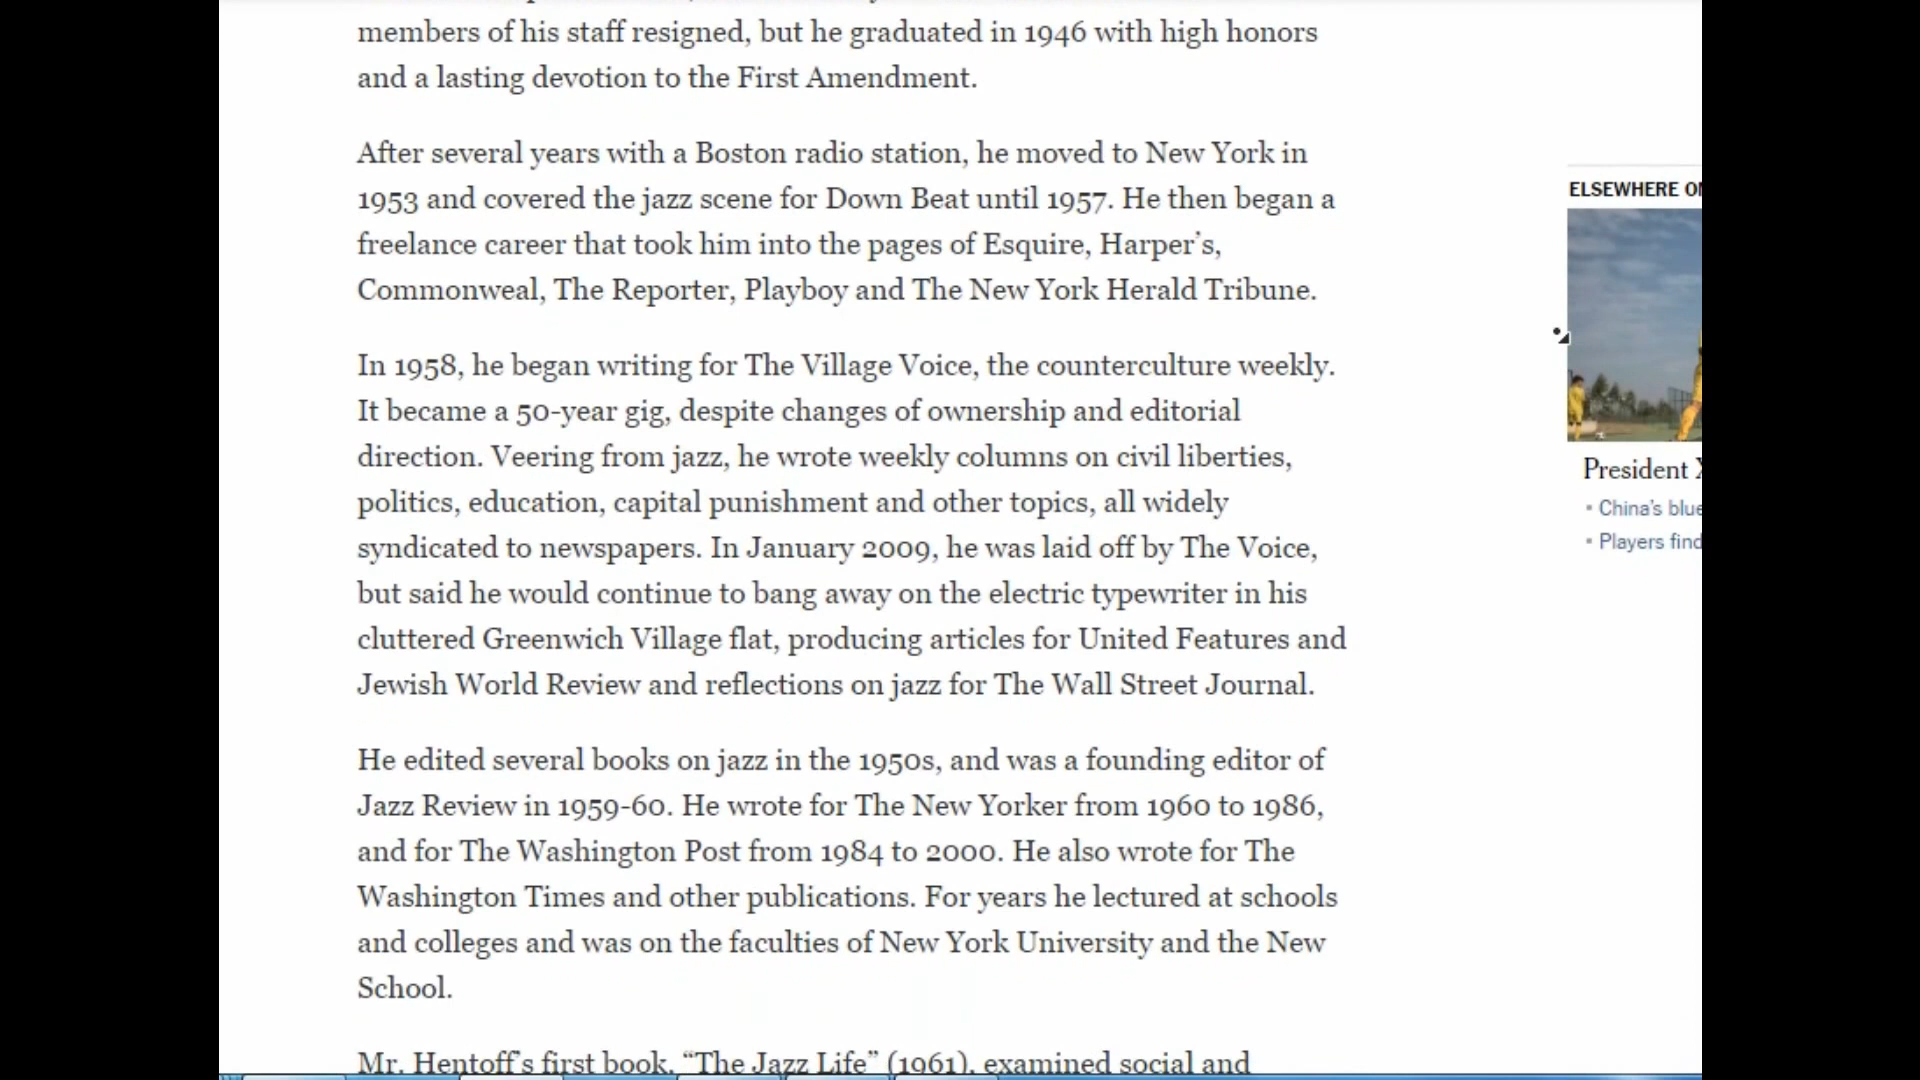 members of his staff resigned, but he graduated in 1946 with high honors
and a lasting devotion to the First Amendment.
After several years with a Boston radio station, he moved to New York in
1953 and covered the jazz scene for Down Beat until 1957. He then began a
freelance career that took him into the pages of Esquire, Harper’s,
Commonweal, The Reporter, Playboy and The New York Herald Tribune.
In 1958, he began writing for The Village Voice, the counterculture weekly.
It became a 50-year gig, despite changes of ownership and editorial
direction. Veering from jazz, he wrote weekly columns on civil liberties,
politics, education, capital punishment and other topics, all widely
syndicated to newspapers. In January 2009, he was laid off by The Voice,
but said he would continue to bang away on the electric typewriter in his
cluttered Greenwich Village flat, producing articles for United Features and
Jewish World Review and reflections on jazz for The Wall Street Journal.
He edited several books on jazz in the 1950s, and was a founding editor of
Jazz Review in 1959-60. He wrote for The New Yorker from 1960 to 1986,
and for The Washington Post from 1984 to 2000. He also wrote for The
Washington Times and other publications. For years he lectured at schools
and colleges and was on the faculties of New York University and the New
School.
Mr. Hentoff’s first book, “The Jazz Life” (1961), examined social and
ELSEWHERE
President
China’s
Players find